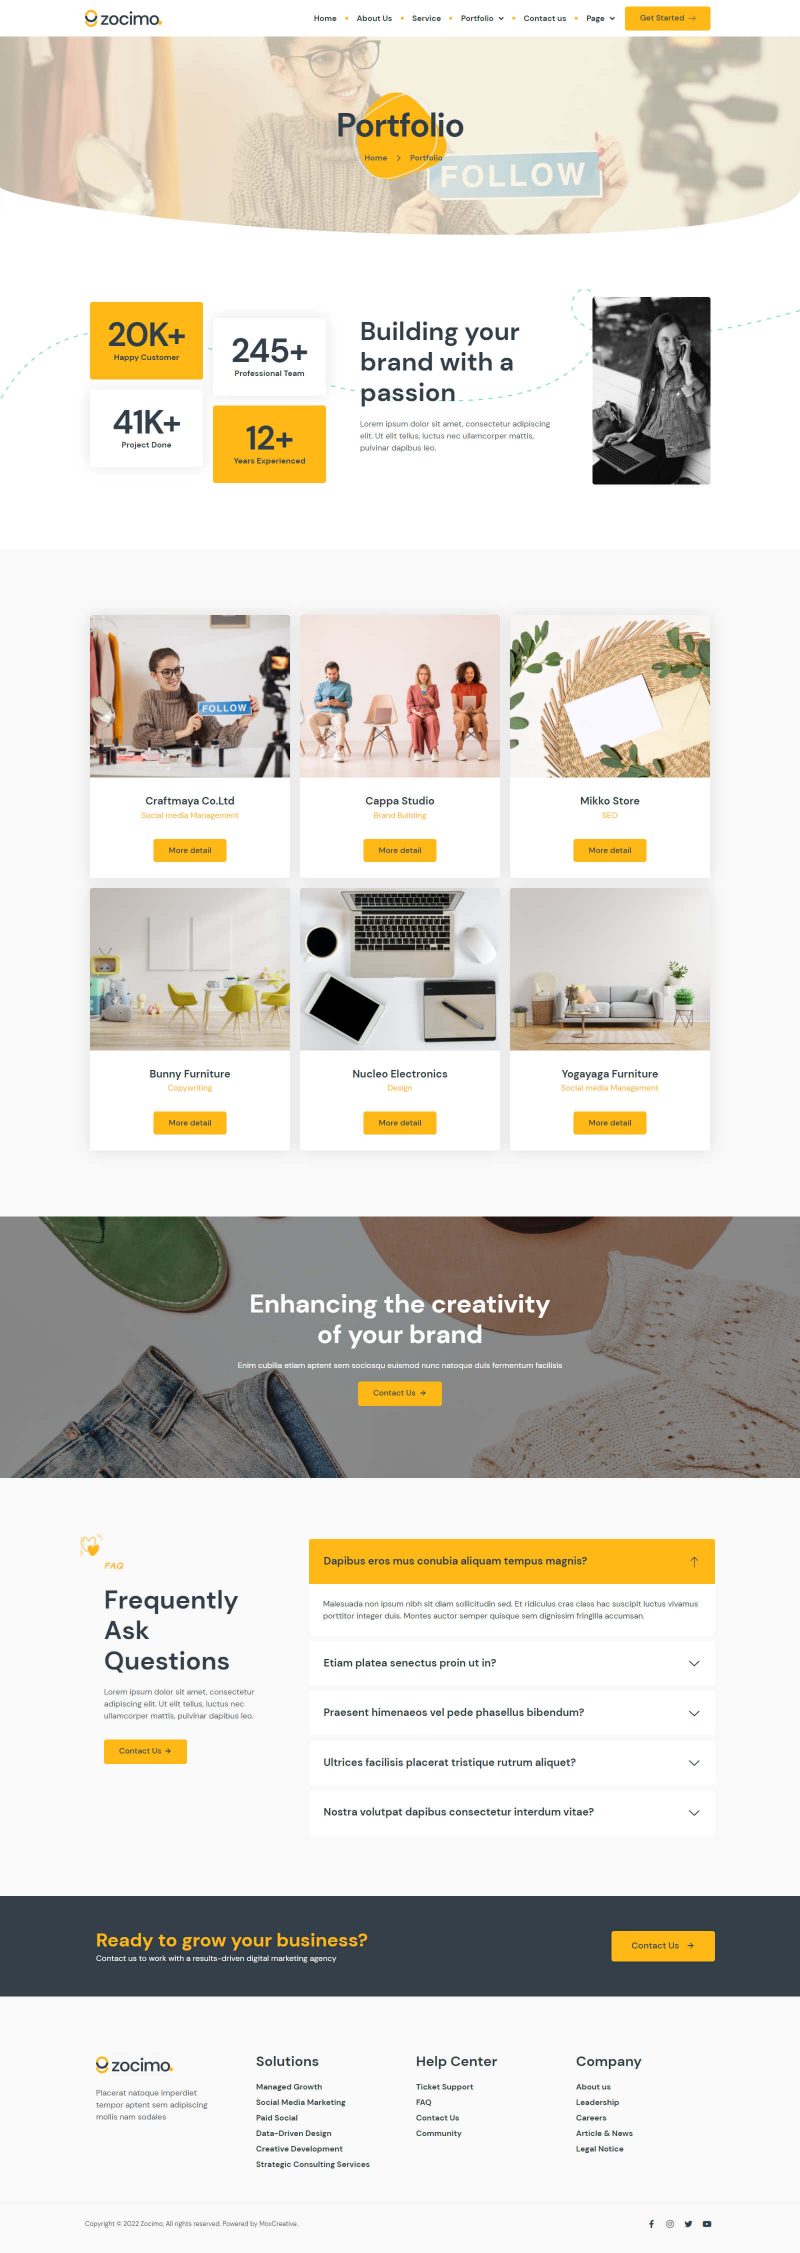 zocimo.
Home About Us Service Portfolio Contact us Page Get Started
Portfolio
Home Portfolio
FOLLOW
20K+
Happy Customer
245+
Professional Team
41K+
Project Done
12+
Years Experienced
Building your
brand with a
passion
Lorem ipsum dolor sit amet, consectetur adipiscing
elit. Ut elit tellus, luctus nec ullamcorper mattis,
pulvinar dapibus leo.
FOLLOW
Craftmaya Co.Ltd
Social media Management
More detail
Cappa Studio
Brand Building
More detail
Mikko Store
SEO
More detail
Bunny Furniture
Copywriting
More detail
Nucleo Electronics
Design
More detail
Yogayaga Furniture
Social media Management
More detail
Enhancing the creativity
of your brand
Enim cubilia etiam aptent sem sociosqu euismod nunc natoque duis fermentum facilisis
Contact Us
FAQ
Frequently
Ask
Questions
Lorem ipsum dolor sit amet, consectetur
adipiscing elit. Ut elit tellus, luctus nec
ullamcorper mattis, pulvinar dapibus leo.
Contact Us
Dapibus eros mus conubia aliquam tempus magnis?
Malesuada non ipsum nibh sit diam sollicitudin sed. Et ridiculus cras class hac suscipit luctus vivamus
porttitor integer duis. Montes auctor semper quisque sem dignissim fringilla accumsan.
Etiam platea senectus proin ut in?
Praesent himenaeos vel pede phasellus bibendum?
Ultrices facilisis placerat tristique rutrum aliquet?
Nostra volutpat dapibus consectetur interdum vitae?
Ready to grow your business?
Contact us to work with a results-driven digital marketing agency
Contact Us
zocimo.
Placerat natoque imperdiet
tempor aptent sem adipiscing
mollis nam sodales
Solutions
Managed Growth
Social Media Marketing
Paid Social
Data-Driven Design
Creative Development
Strategic Consulting Services
Help Center
Ticket Support
FAQ
Contact Us
Community
Company
About us
Leadership
Careers
Article & News
Legal Notice
Copyright © 2022 Zocimo, All rights reserved. Powered by MoxCreative.